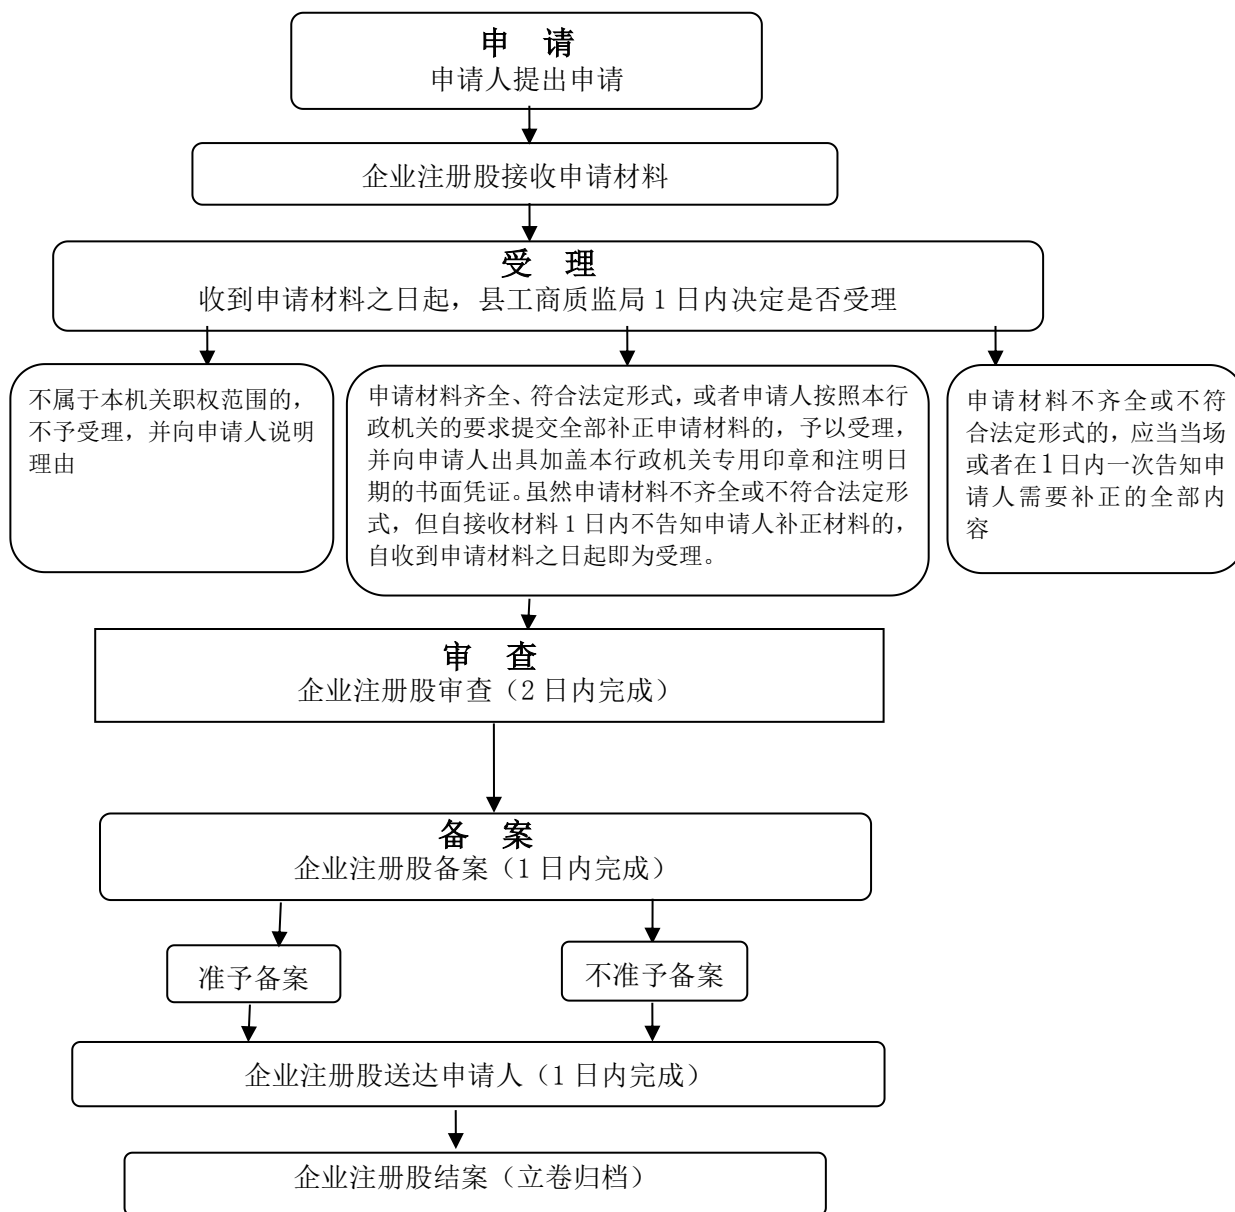 申 请
申请人提出申请
企业注册股接收申请材料
受 理
收到申请材料之日起，县工商质监局 1 日内决定是否受理
不属于本机关职权范围的，
不予受理，并向申请人说明
理由
申请材料齐全、符合法定形式，或者申请人按照本行
政机关的要求提交全部补正申请材料的，予以受理，
并向申请人出具加盖本行政机关专用印章和注明日
期的书面凭证。虽然申请材料不齐全或不符合法定形
式，但自接收材料 1 日内不告知申请人补正材料的，
自收到申请材料之日起即为受理。
申请材料不齐全或不符
合法定形式的，应当当场
或者在 1 日内一次告知申
请人需要补正的全部内
容
审 查
企业注册股审查（2 日内完成）
备 案
企业注册股备案（1 日内完成）
准予备案
不准予备案
企业注册股送达申请人（1 日内完成）
企业注册股结案（立卷归档）